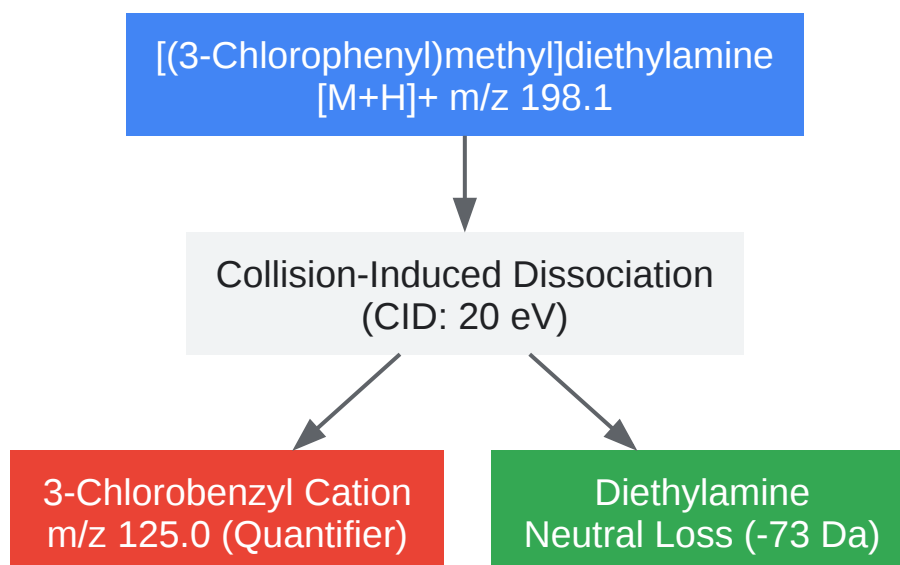 [(3-Chlorophenyl)methyl]diethylamine
[M+H]+ m/z 198.1
Collision-Induced Dissociation
(CID: 20 eV)
3-Chlorobenzyl Cation
m/z 125.0 (Quantifier)
Diethylamine
Neutral Loss (-73 Da)